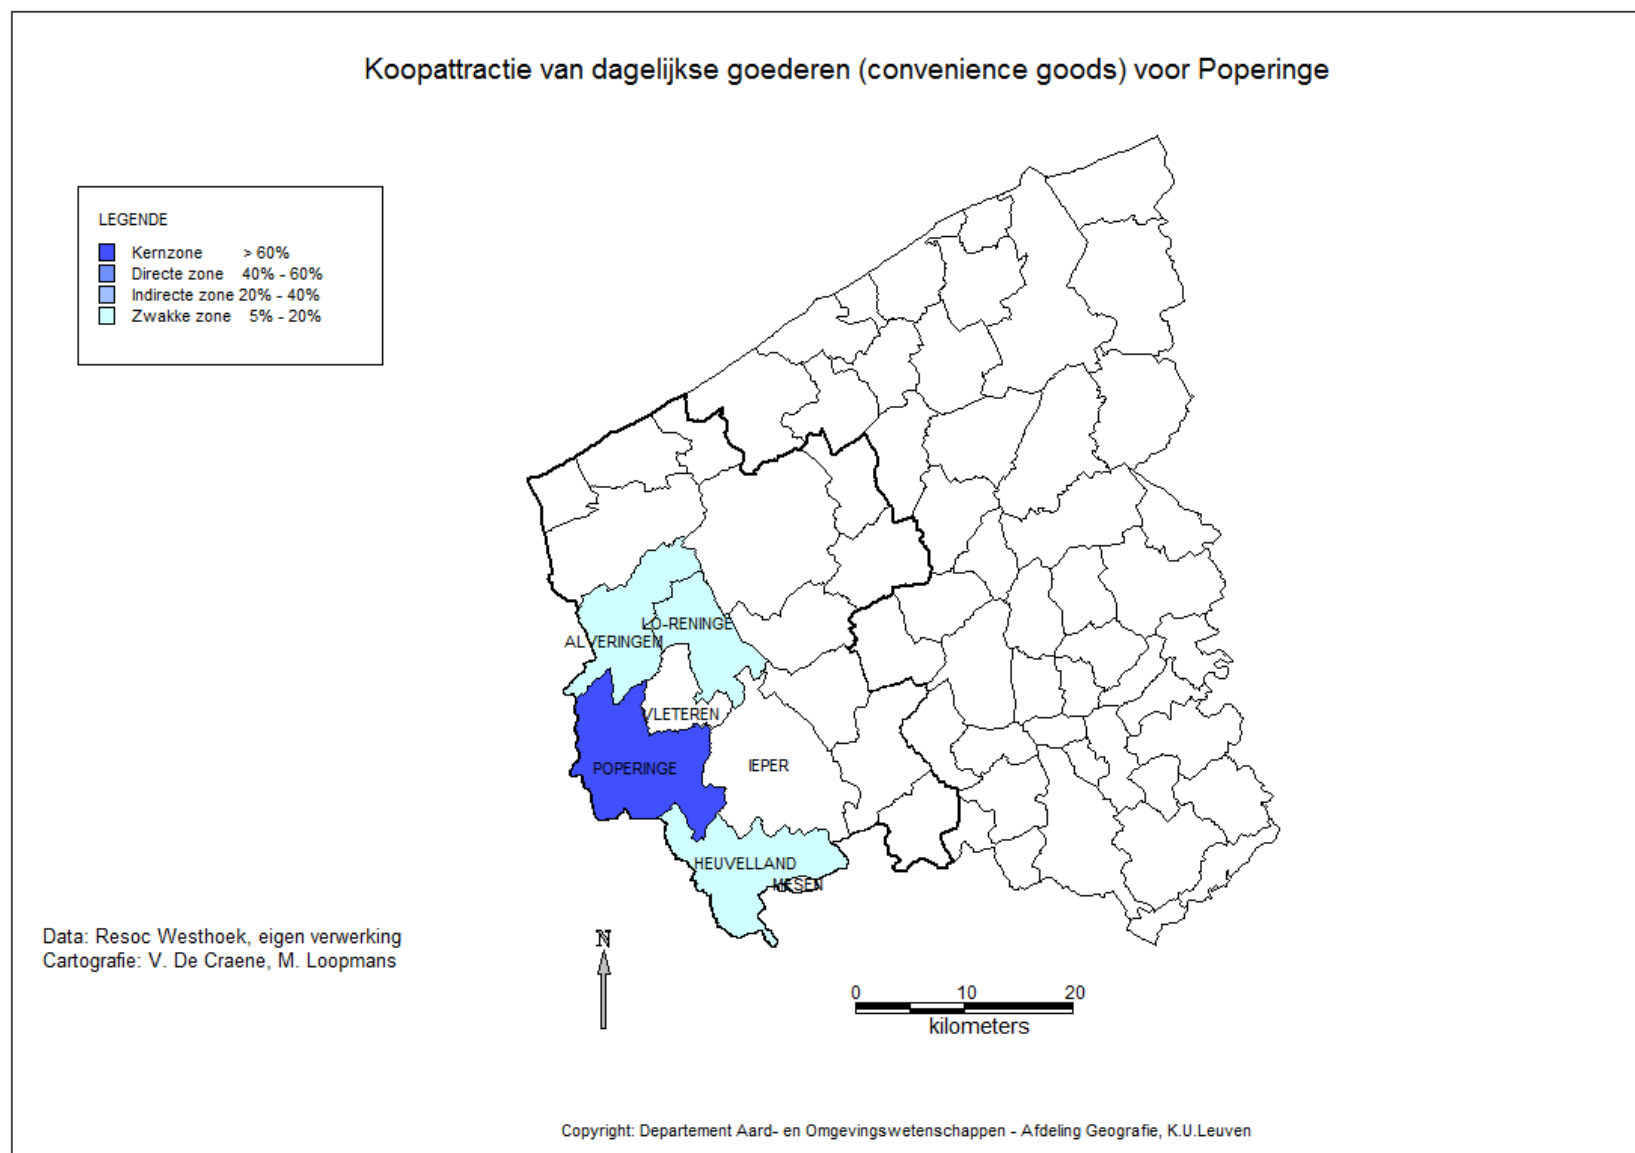 Koopattractie van dagelijkse goederen (convenience goods) voor Poperinge
LEGENDE
Kernzone > 60%
Directe zone 40% - 60%
Indirecte zone 20% - 40%
Zwakke zone 5% - 20%
LO-RENINGE
ALVERINGEM
VLETEREN
POPERINGE
IEPER
HEUVELLAND
MESEN
Data: Resoc Westhoek, eigen verwerking
Cartografie: V. De Craene, M. Loopmans
N
0 10 20
kilometers
Copyright: Departement Aard- en Omgevingswetenschappen - Afdeling Geografie, K.U.Leuven